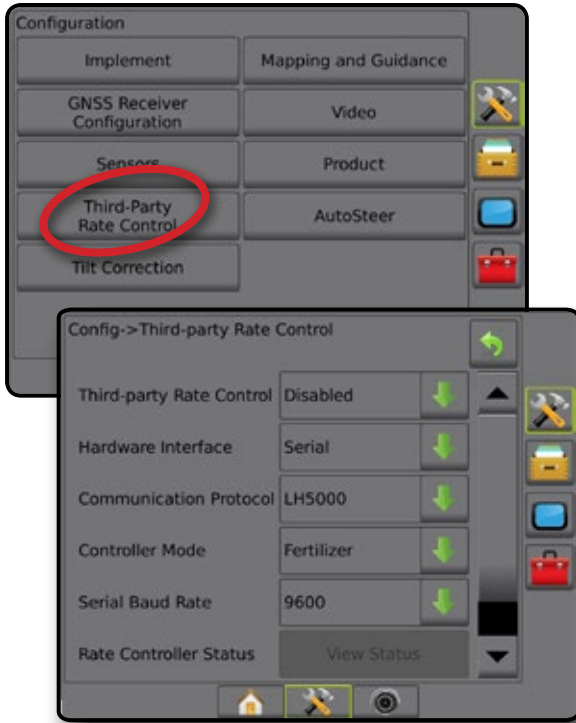 Configuration
Implement
Mapping and Guidance
GNSS Receiver
Configuration
Video
Sensors
Product
Third-Party
Rate Control
AutoSteer
Tilt Correction
Config->Third-party Rate Control
Third-party Rate Control Disabled
Hardware Interface Serial
Communication Protocol LH5000
Controller Mode Fertilizer
Serial Baud Rate 9600
Rate Controller Status View Status